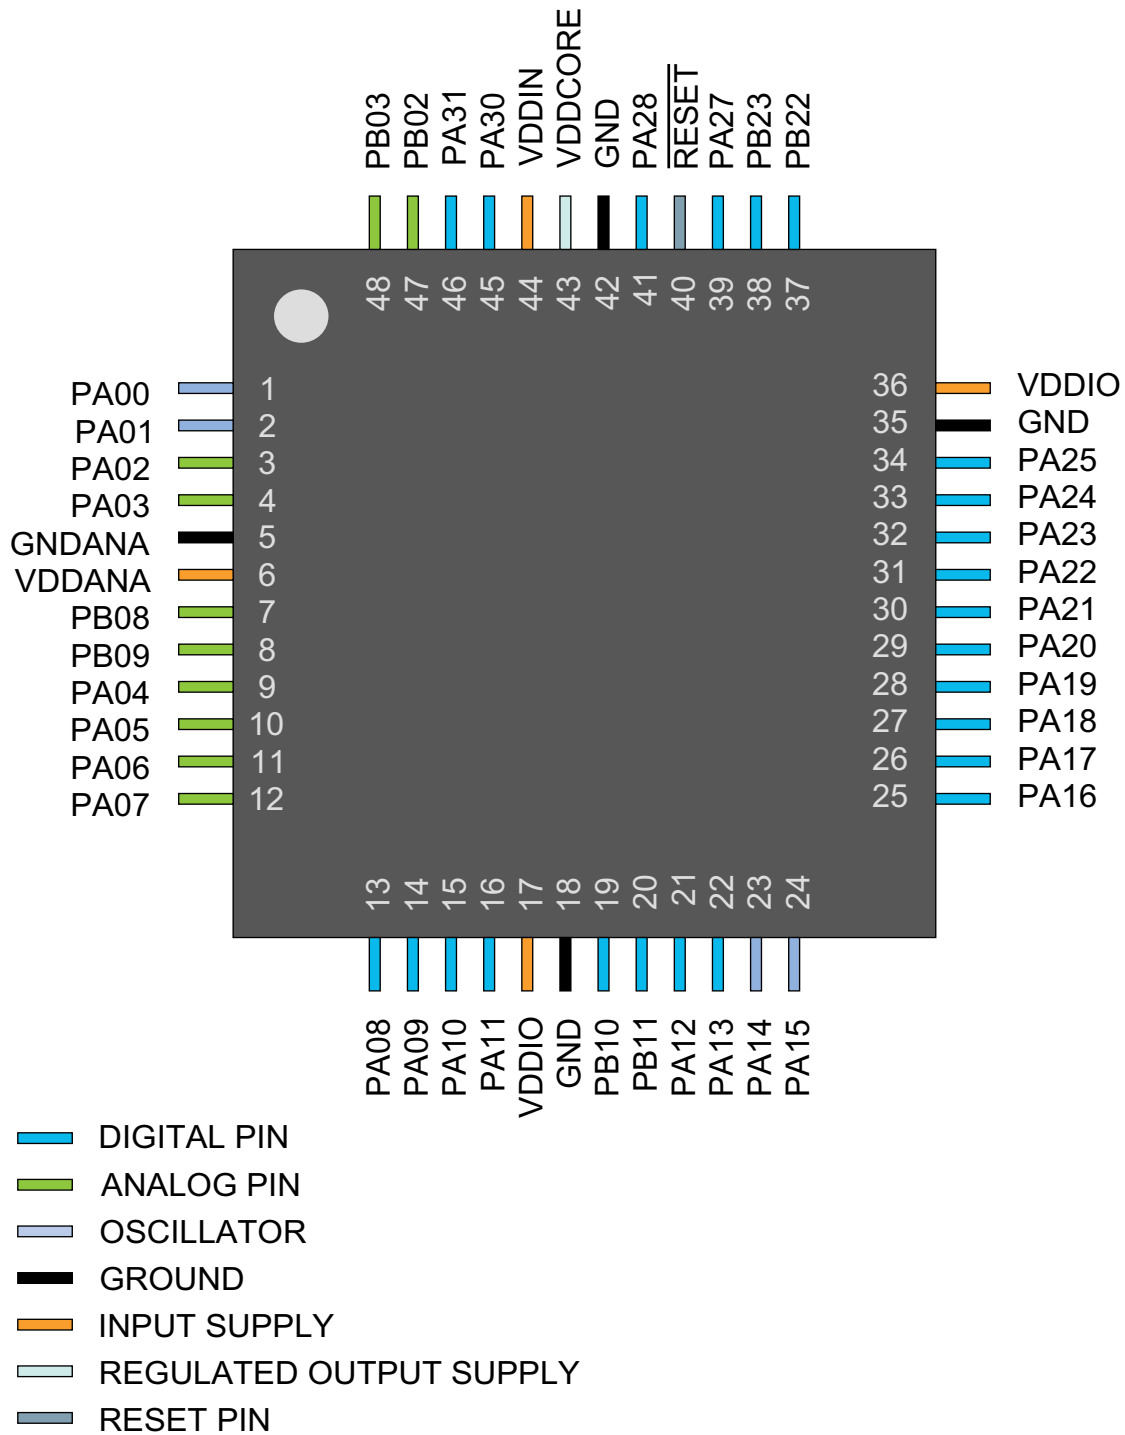 PB03 PB02 PA31 PA30 VDDIN VDDCORE GND PA28 RESET PA27 PB23 PB22
48 47 46 45 44 43 42 41 40 39 38 37
PA00 1 36 VDDIO
PA01 2 35 GND
PA02 3 34 PA25
PA03 4 33 PA24
GNDANA 5 32 PA23
VDDANA 6 31 PA22
PB08 7 30 PA21
PB09 8 29 PA20
PA04 9 28 PA19
PA05 10 27 PA18
PA06 11 26 PA17
PA07 12 25 PA16
13 14 15 16 17 18 19 20 21 22 23 24
PA08 PA09 PA10 PA11 VDDIO GND PB10 PB11 PA12 PA13 PA14 PA15
DIGITAL PIN
ANALOG PIN
OSCILLATOR
GROUND
INPUT SUPPLY
REGULATED OUTPUT SUPPLY
RESET PIN